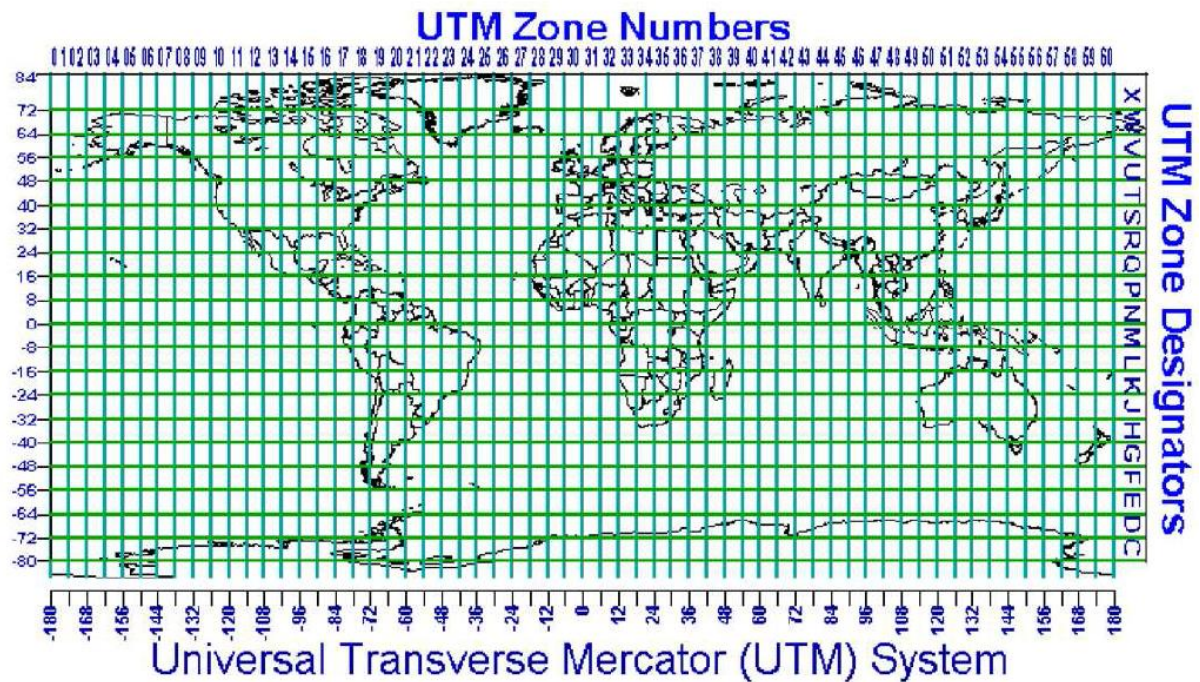 UTM Zone Numbers
01 02 03 04 05 06 07 08 09 10 11 12 13 14 15 16 17 18 19 20 21 22 23 24 25 26 27 28 29 30 31 32 33 34 35 36 37 38 39 40 41 42 43 44 45 46 47 48 49 50 51 52 53 54 55 56 57 58 59 60
84
72
64
56
48
40
32
24
16
8
0
-8
-16
-24
-32
-40
-48
-56
-64
-72
-80
X
W
V
U
T
S
R
Q
P
N
M
L
K
J
H
G
F
E
D
C
UTM Zone Designators
-180 -168 -156 -144 -132 -120 -108 -96 -84 -72 -60 -48 -36 -24 -12 0 12 24 36 48 60 72 84 96 108 120 132 144 156 168 180
Universal Transverse Mercator (UTM) System